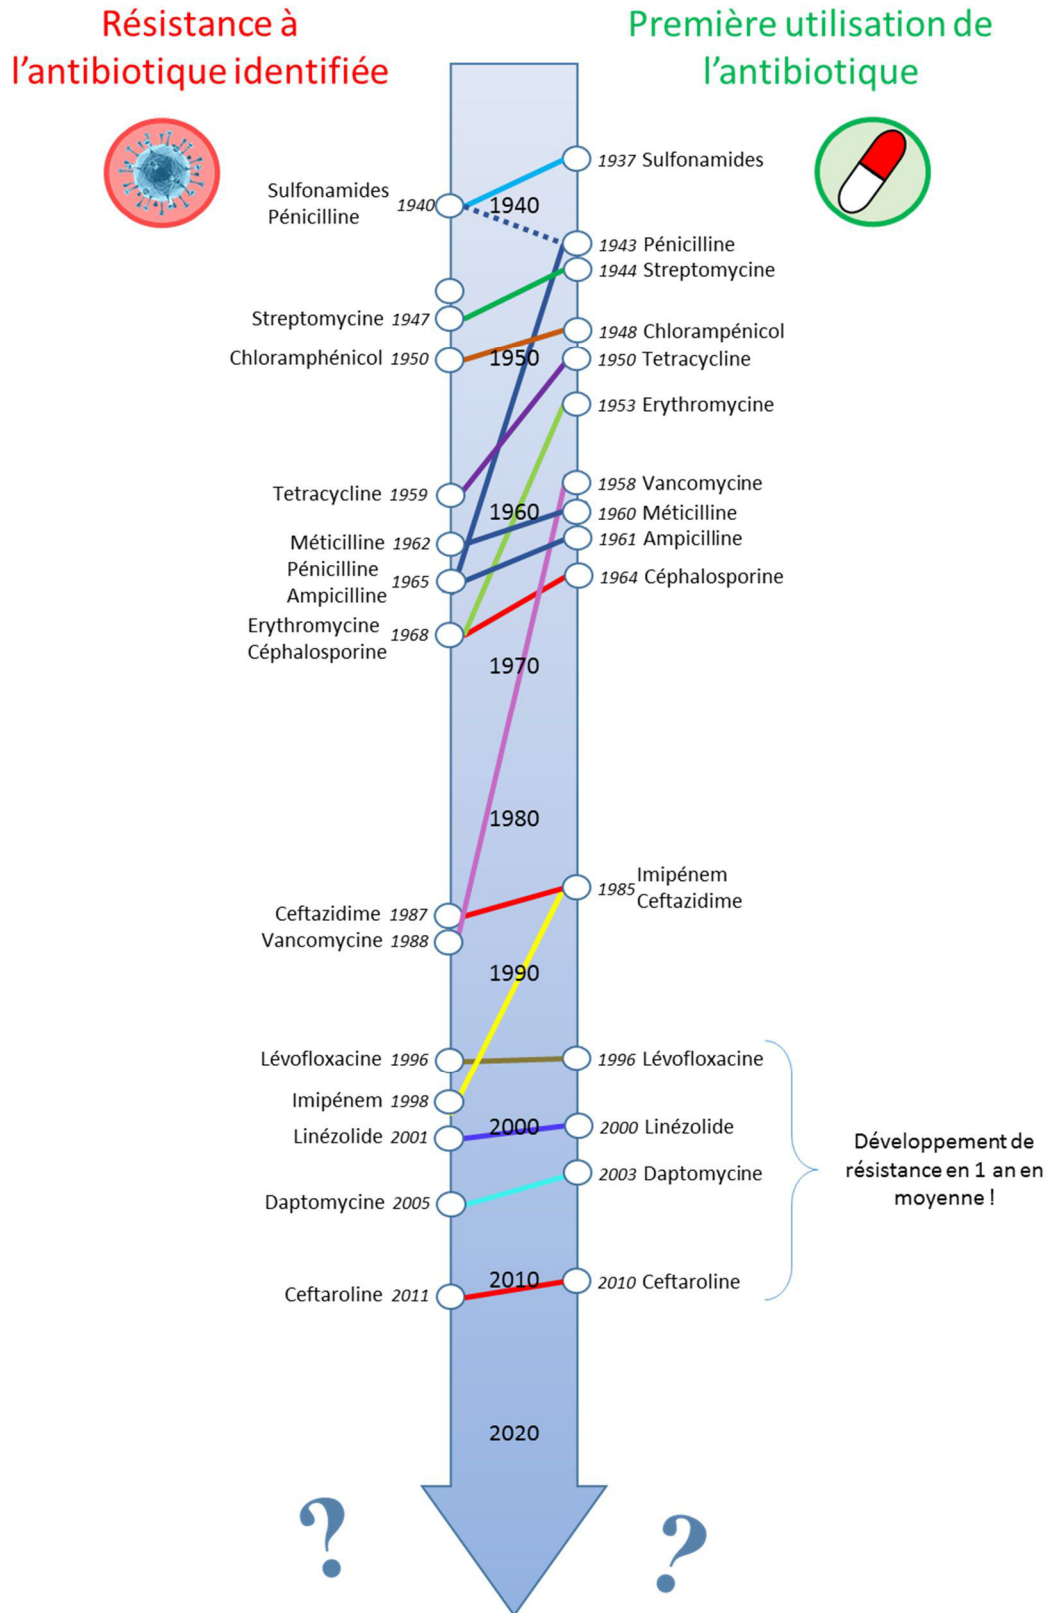 Résistance à
l'antibiotique identifiée
Première utilisation de
l'antibiotique
1937 Sulfonamides
Sulfonamides
Pénicilline
1940
1940
1943 Pénicilline
1944 Streptomycine
Streptomycine 1947
1948 Chlorampénicol
Chloramphénicol 1950
1950
1950 Tetracycline
1953 Erythromycine
1958 Vancomycine
Tetracycline 1959
1960
1960 Méticilline
1961 Ampicilline
Méticilline 1962
Pénicilline
Ampicilline
1965
1964 Céphalosporine
Erythromycine
Céphalosporine
1968
1970
1980
1985
Imipénem
Ceftazidime
Ceftazidime 1987
Vancomycine 1988
1990
Lévofloxacine 1996
1996 Lévofloxacine
Imipénem 1998
Linézolide 2001
2000
2000 Linézolide
2003 Daptomycine
Daptomycine 2005
Développement de
résistance en 1 an en
moyenne !
2010
2010 Ceftaroline
Ceftaroline 2011
2020
?
?